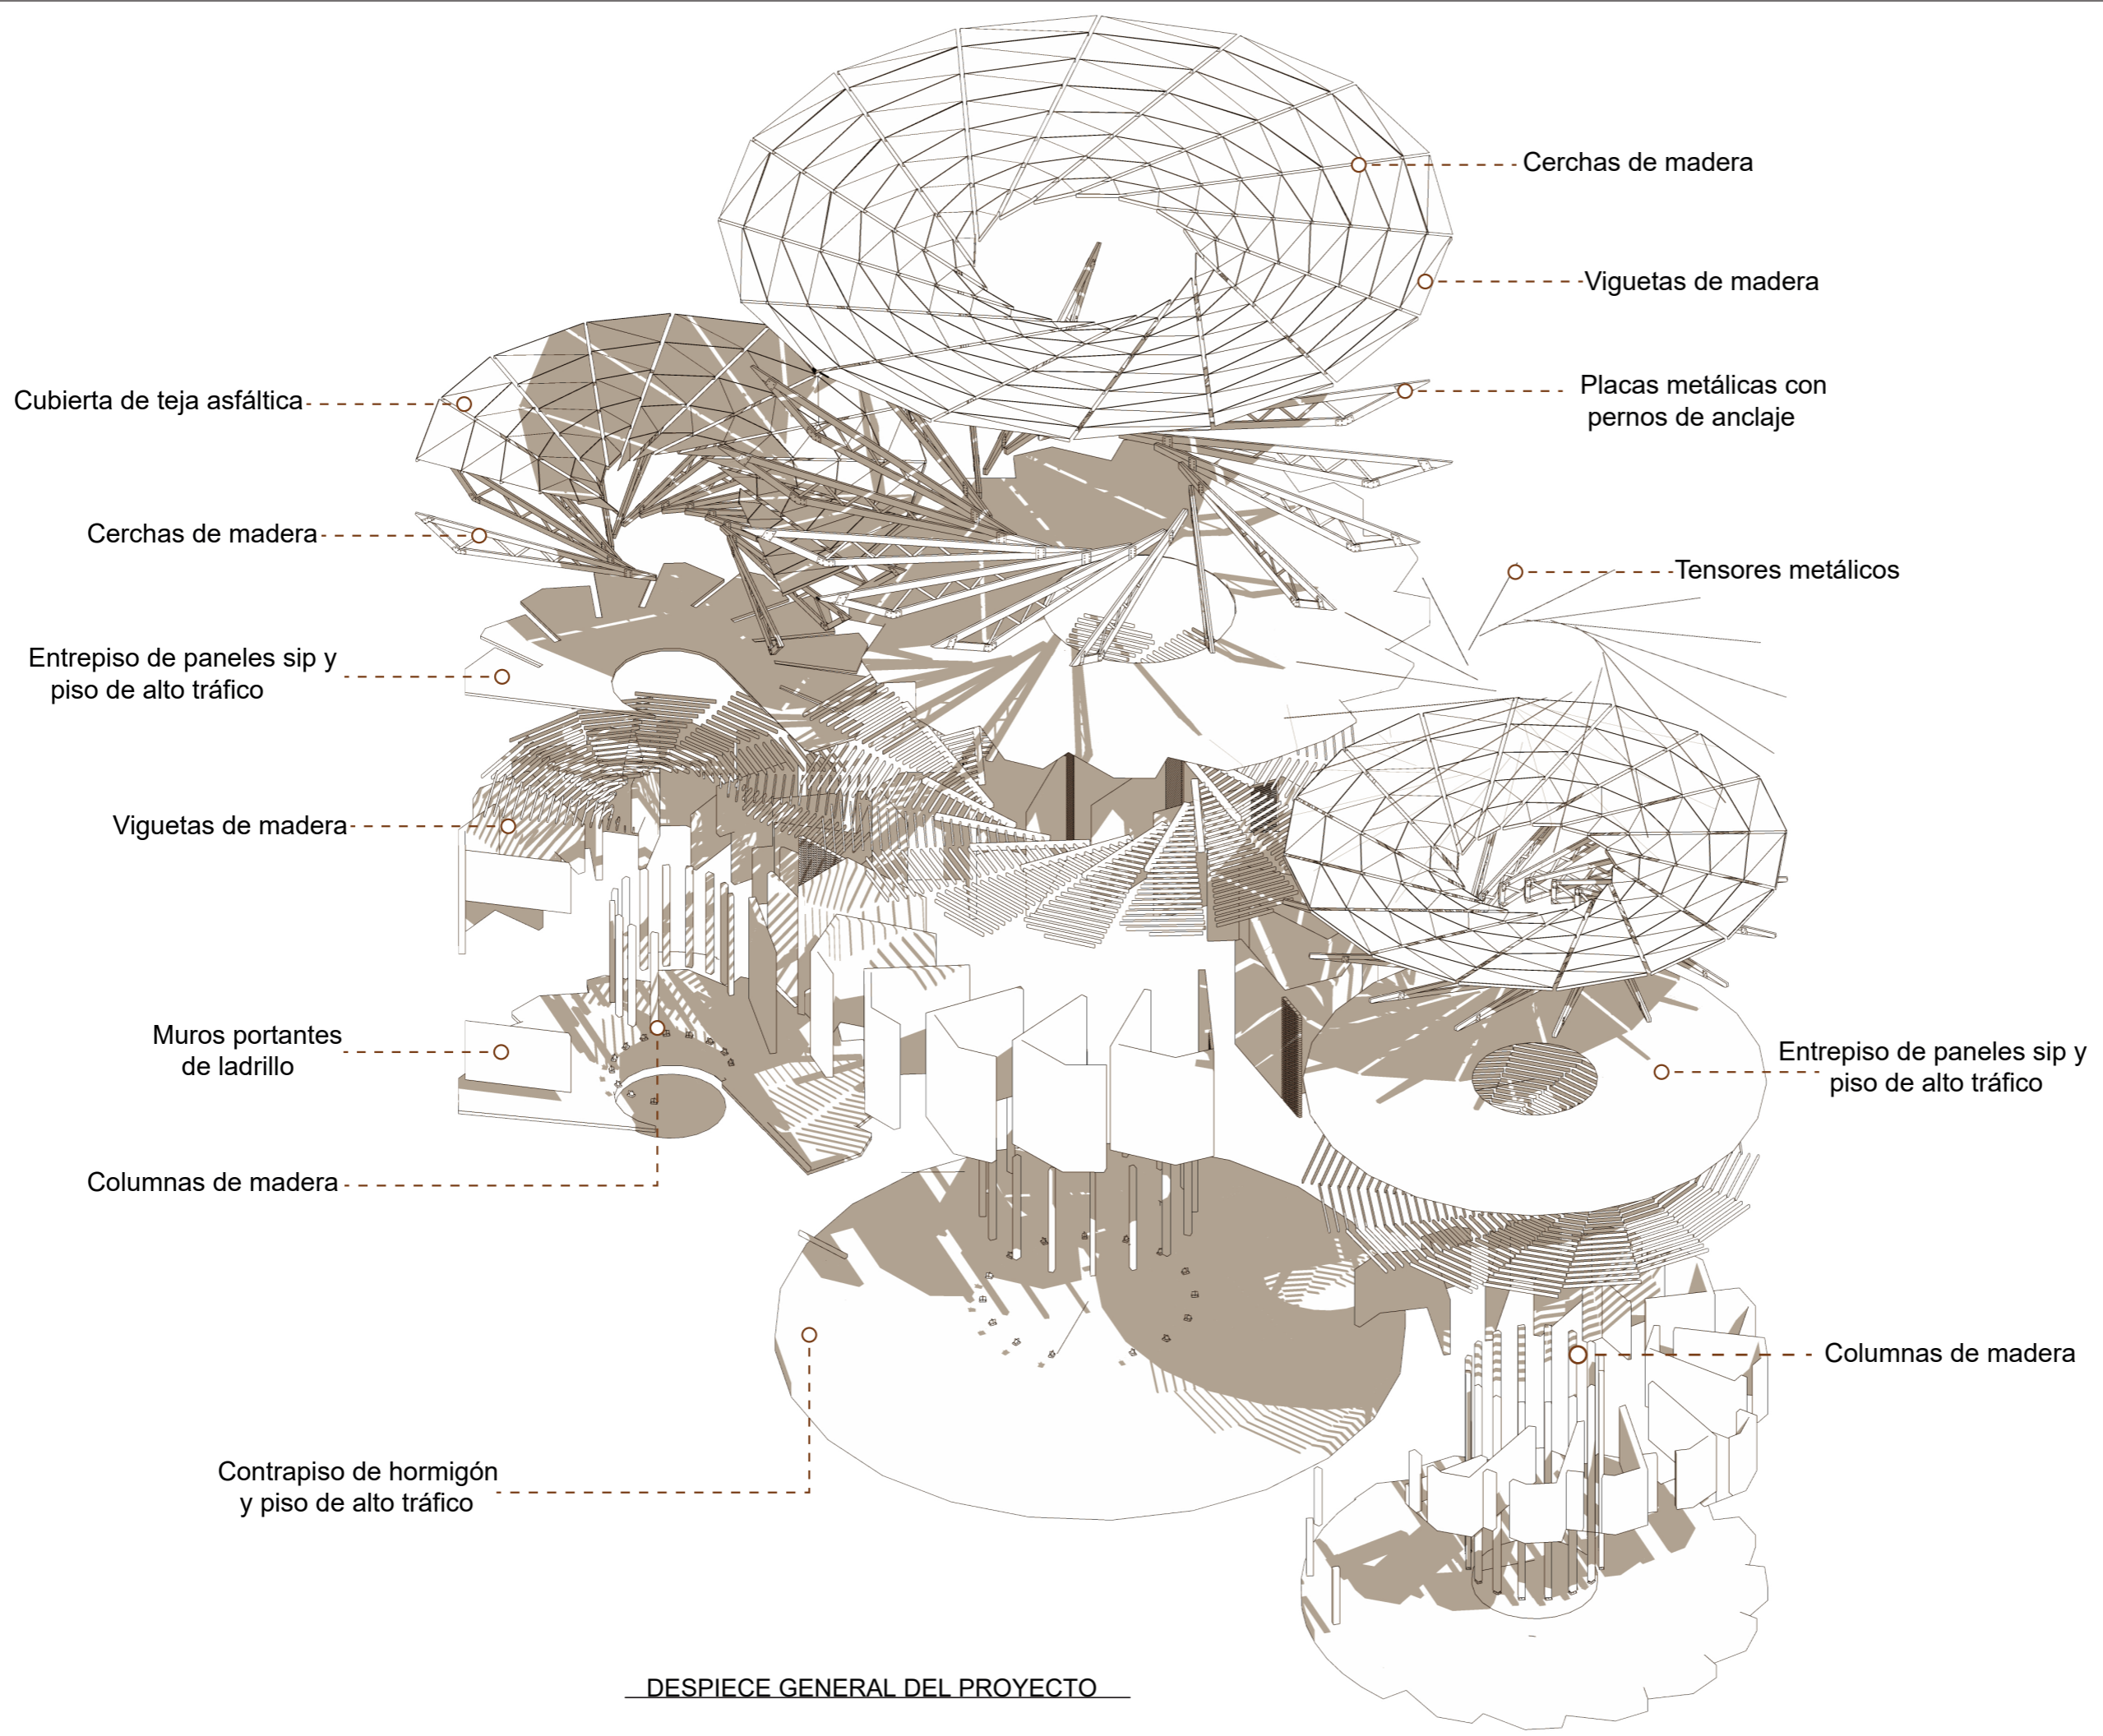 Cerchas de madera
Viguetas de madera
Placas metálicas con
pernos de anclaje
Cubierta de teja asfáltica
Cerchas de madera
Tensores metálicos
Entrepiso de paneles sip y
piso de alto tráfico
Viguetas de madera
Muros portantes
de ladrillo
Entrepiso de paneles sip y
piso de alto tráfico
Columnas de madera
Columnas de madera
Contrapiso de hormigón
y piso de alto tráfico
DESPIECE GENERAL DEL PROYECTO